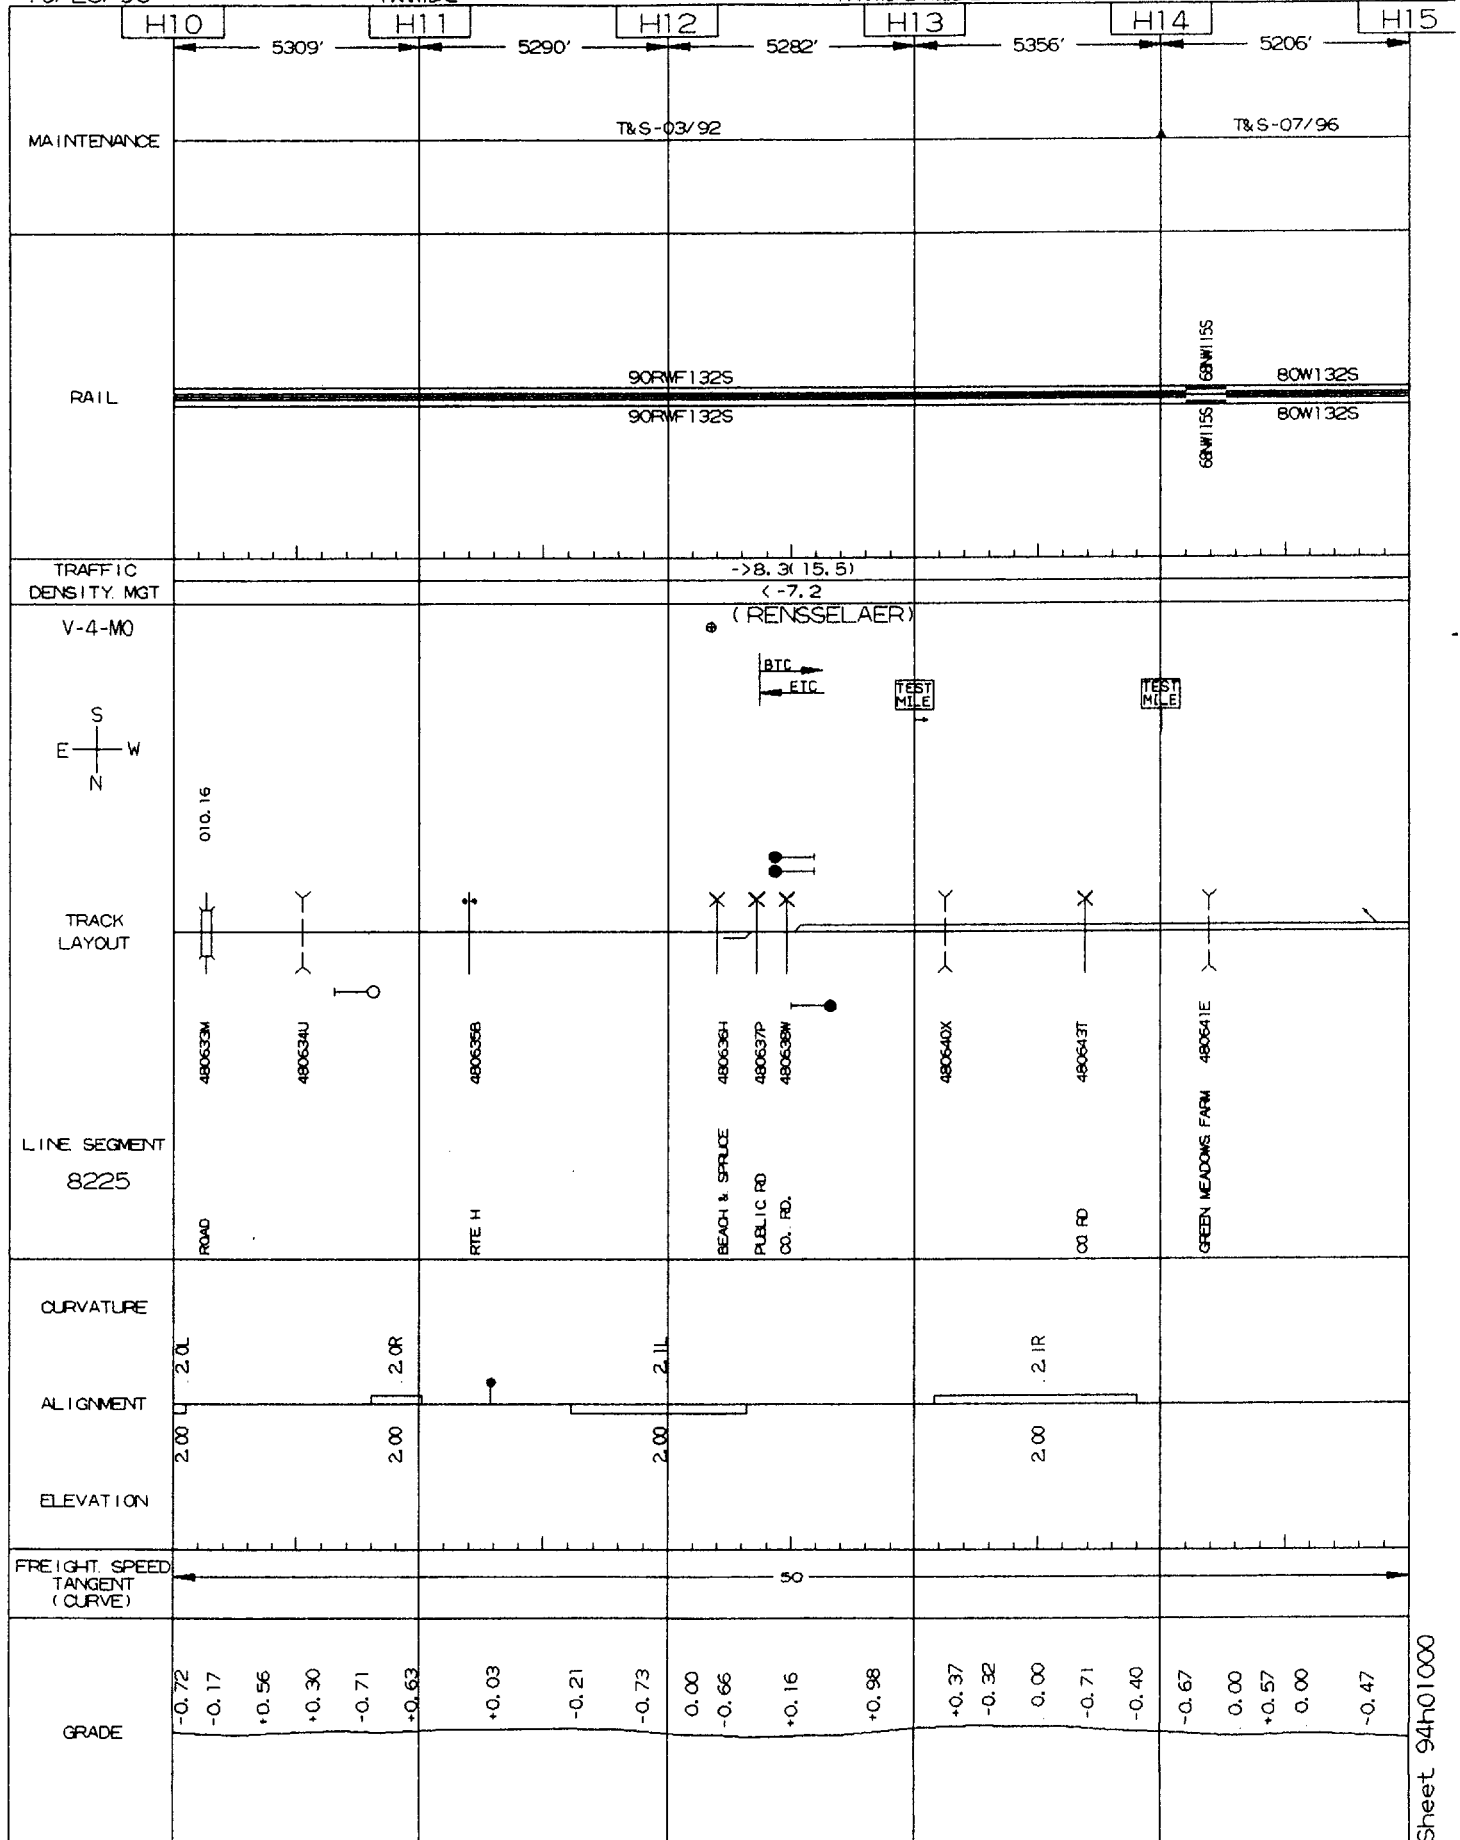 H10 H11 H12 H13 H14 H15
5309' 5290' 5282' 5356' 5206'
MAINTENANCE
T&S-03/92 T&S-07/96
RAIL
90RWF132S
90RWF132S
68NW115S
68NW115S
80W132S
80W132S
TRAFFIC
DENSITY. MGT
->8.3(15.5)
<-7.2
V-4-MO
(RENSSELAER)
BTC
ETC
TEST
MILE
TEST
MILE
S
E W
N
010.16
TRACK
LAYOUT
480633M
480634U
480635B
480636H
480637P
480638W
480640X
480643T
480641E
LINE SEGMENT
8225
ROAD
RTE H
BEACH & SPRUCE
PUBLIC RD
CO. RD.
CO RD
GREEN MEADOWS FARM
CURVATURE
2.0L 2.0R 2.1L 2.1R
ALIGNMENT
2.00 2.00 2.00 2.00
ELEVATION
FREIGHT. SPEED
TANGENT
(CURVE)
50
GRADE
-0.72 -0.17 +0.56 +0.30 -0.71 +0.63 +0.03 -0.21 -0.73 0.00 -0.66 +0.16 +0.98 +0.37 -0.32 0.00 -0.71 -0.40 -0.67 0.00 +0.57 0.00 -0.47
Sheet 94h01000